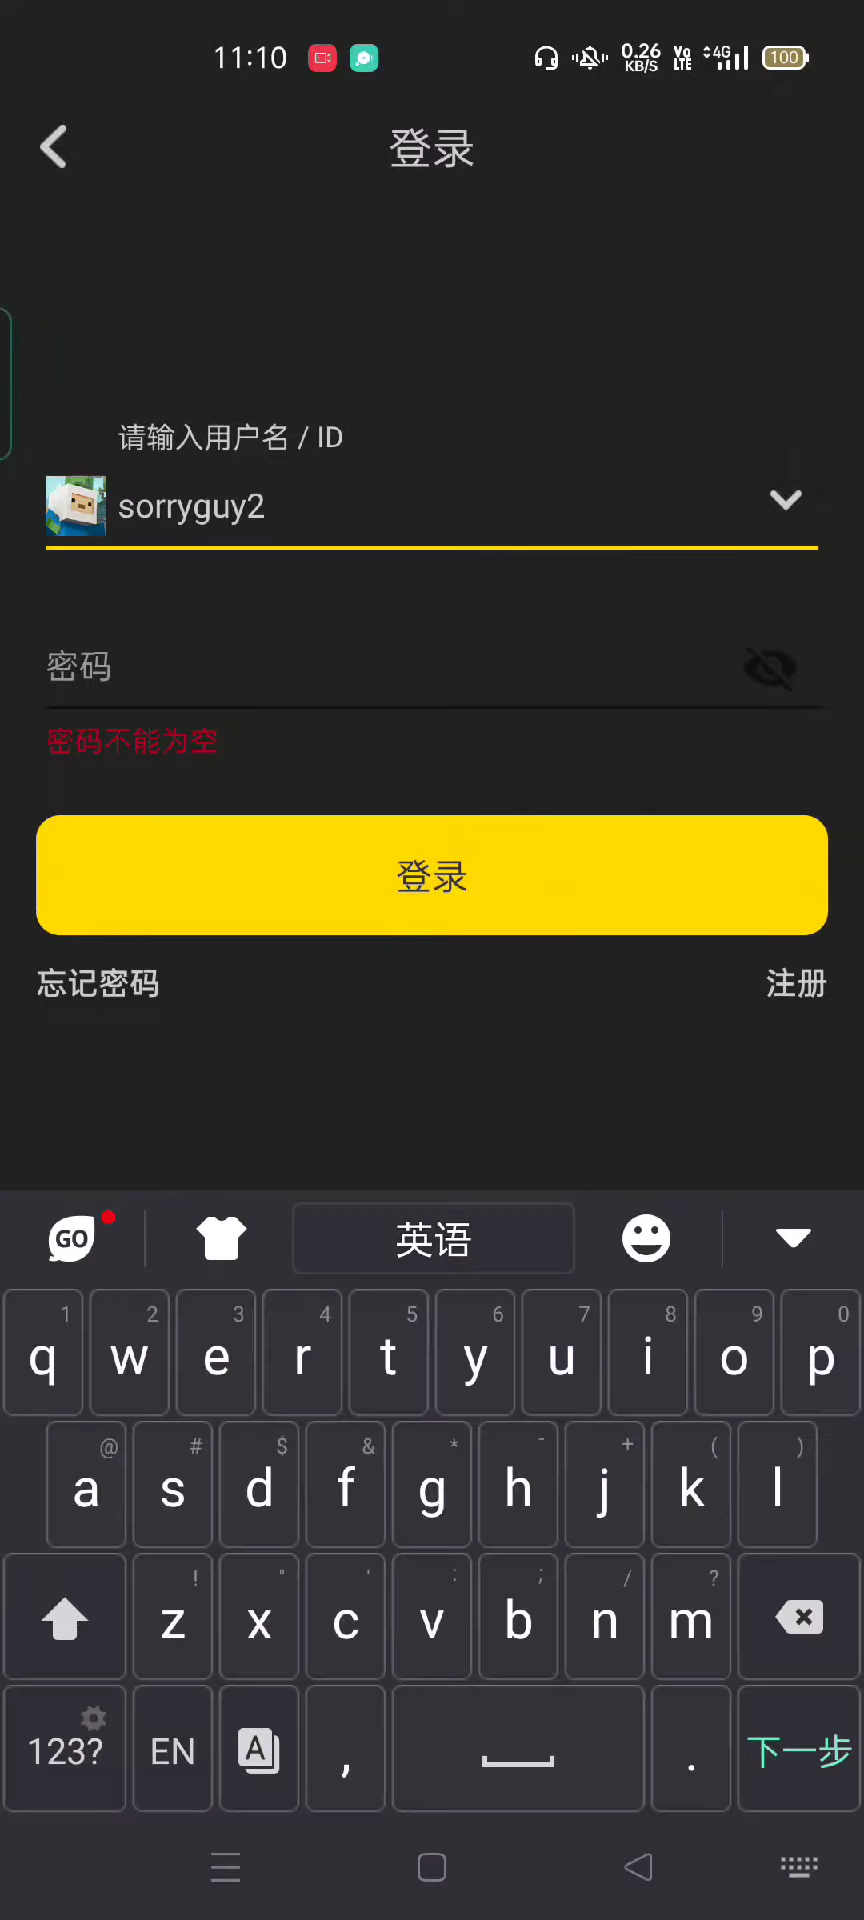 11:10
0.26 KB/S
VoLTE
4G
100
登录
请输入用户名 / ID
sorryguy2
密码
密码不能为空
登录
忘记密码 注册
GO 英语
1 2 3 4 5 6 7 8 9 0
q w e r t y u i o p
@ # $ & * - + ( )
a s d f g h j k l
! " ' : ; / ?
z x c v b n m
123? EN A , . 下一步